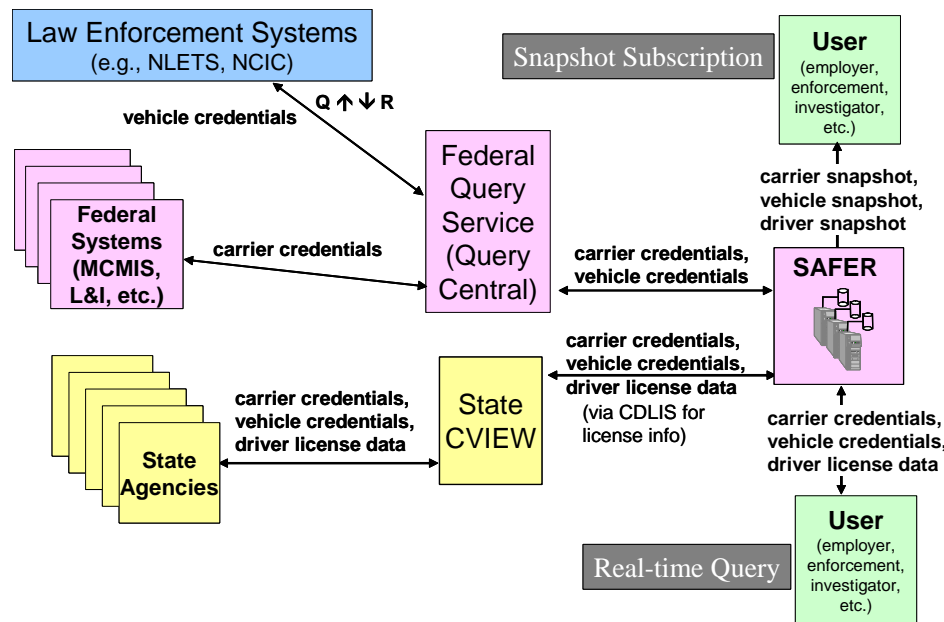 Law Enforcement Systems
(e.g., NLETS, NCIC)
Snapshot Subscription
User
(employer,
enforcement,
investigator,
etc.)
Q ↑ ↓ R
vehicle credentials
Federal
Query
Service
(Query
Central)
carrier snapshot,
vehicle snapshot,
driver snapshot
Federal
Systems
(MCMIS,
L&I, etc.)
carrier credentials
carrier credentials,
vehicle credentials
SAFER
carrier credentials,
vehicle credentials,
driver license data
(via CDLIS for
license info)
State
CVIEW
carrier credentials,
vehicle credentials,
driver license data
State
Agencies
carrier credentials,
vehicle credentials,
driver license data
Real-time Query
User
(employer,
enforcement,
investigator,
etc.)